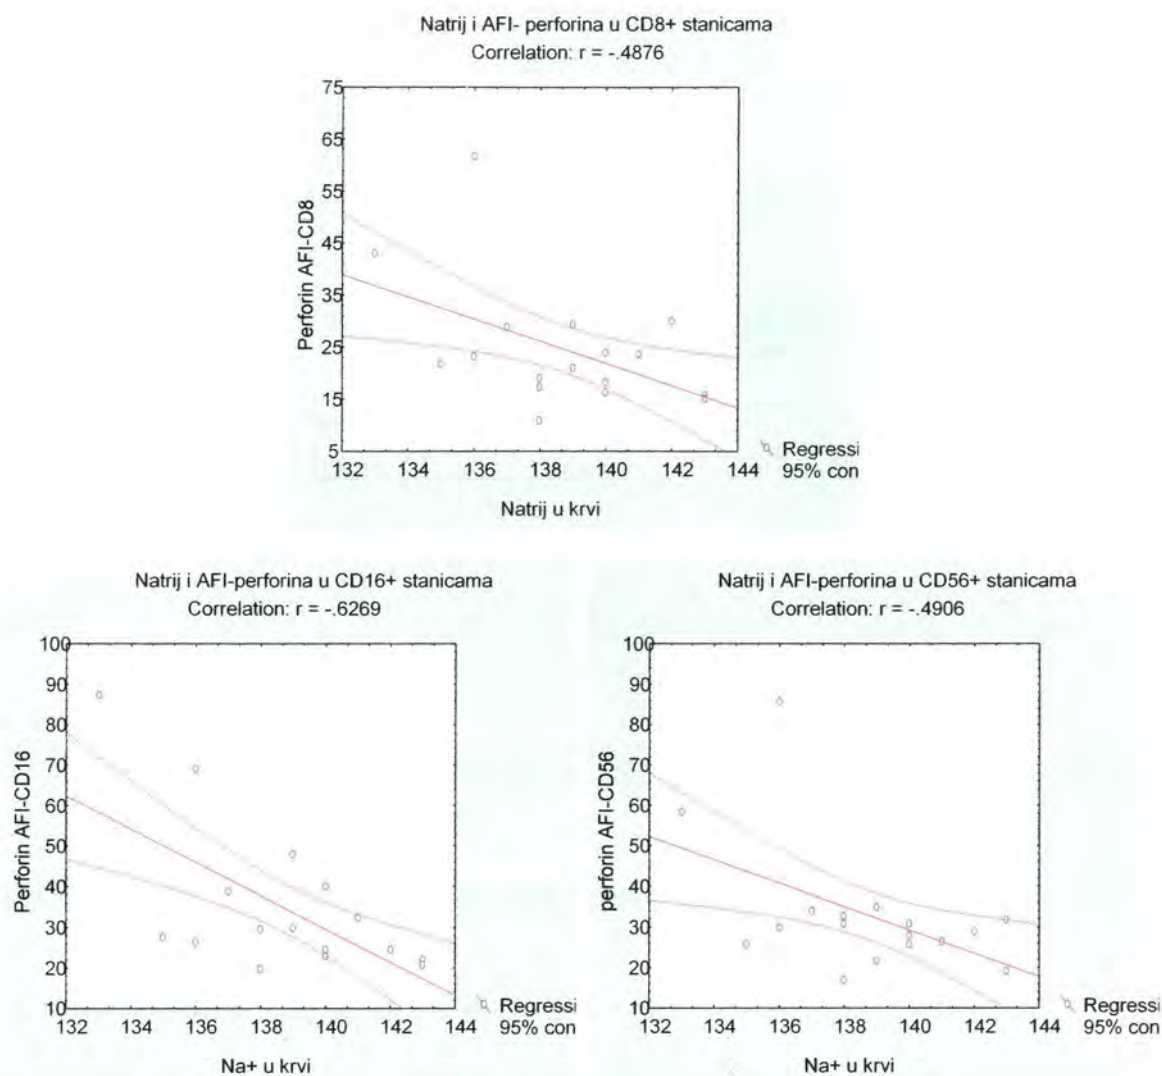 Natrij i AFI- perforina u CD8+ stanicama
Correlation: r = -.4876
75
65
55
45
35
25
15
5
Perforin AFI-CD8
132 134 136 138 140 142 144
Natrij u krvi
Regressi
95% con
Natrij i AFI-perforina u CD16+ stanicama
Correlation: r = -.6269
100
90
80
70
60
50
40
30
20
10
Perforin AFI-CD16
132 134 136 138 140 142 144
Na+ u krvi
Regressi
95% con
Natrij i AFI-perforina u CD56+ stanicama
Correlation: r = -.4906
100
90
80
70
60
50
40
30
20
10
perforin AFI-CD56
132 134 136 138 140 142 144
Na+ u krvi
Regressi
95% con